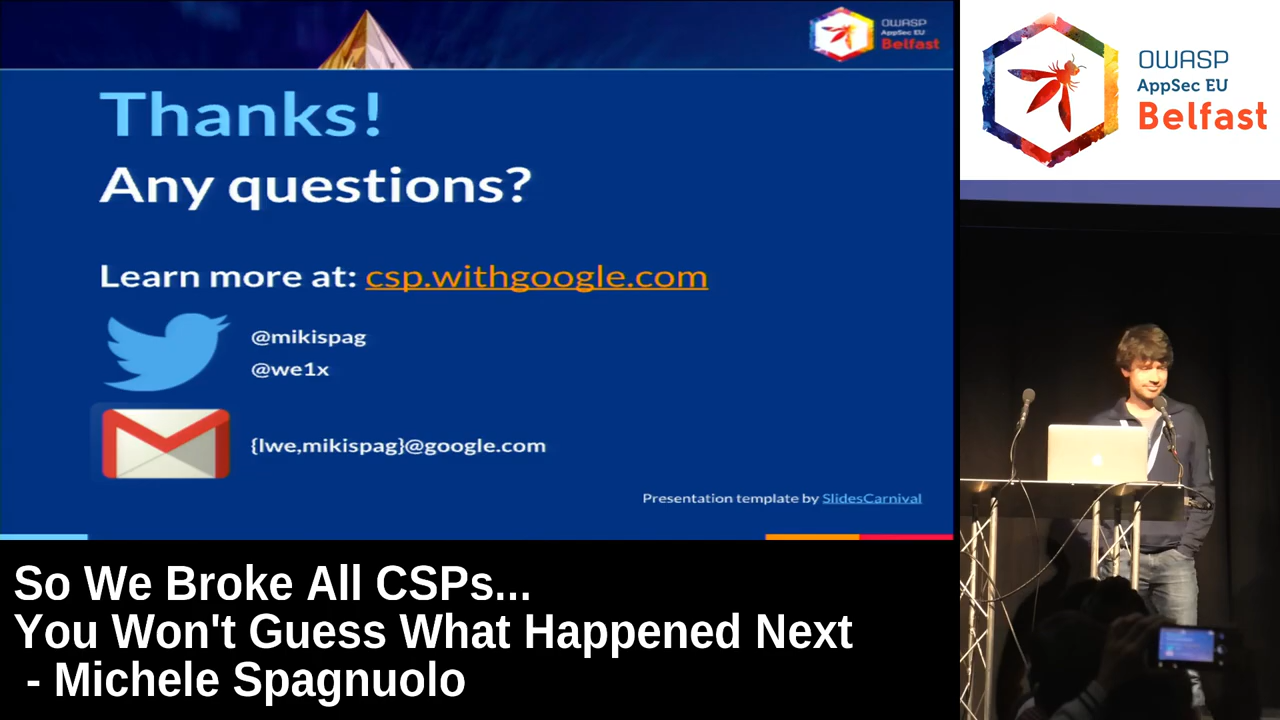 OWASP
AppSec EU
Belfast
Thanks!
Any questions?
Learn more at: csp.withgoogle.com
@mikispag
@we1x
{lwe,mikispag}@google.com
Presentation template by SlidesCarnival
OWASP
AppSec EU
Belfast
So We Broke All CSPs...
You Won't Guess What Happened Next
- Michele Spagnuolo